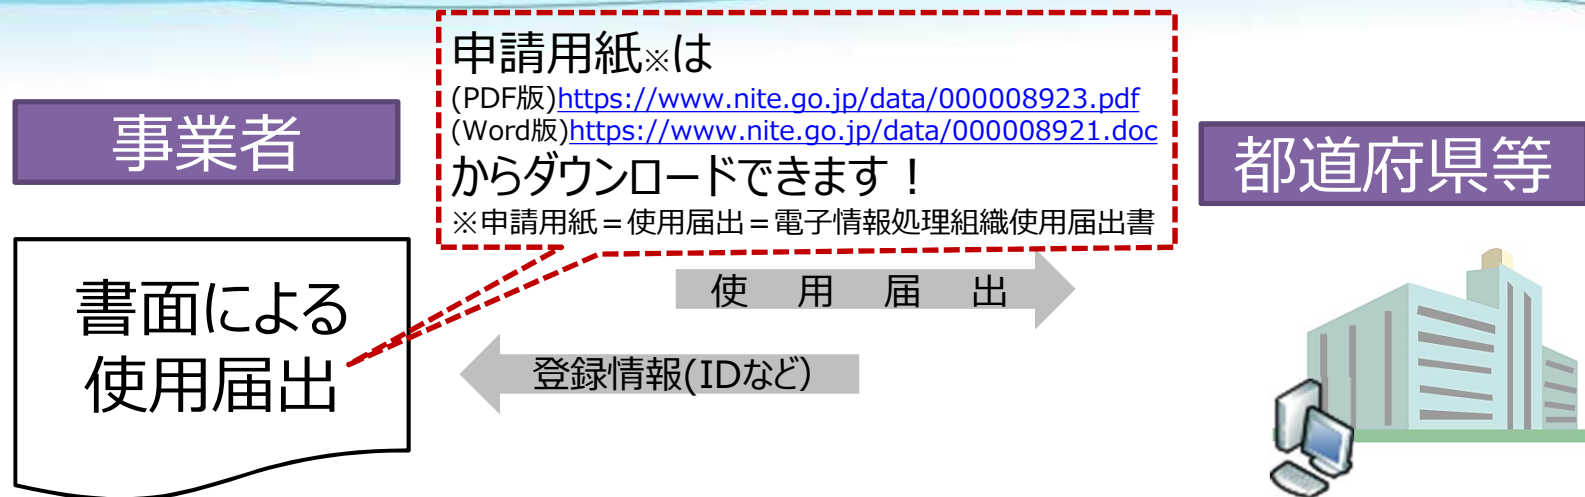 申請用紙※は
(PDF版)https://www.nite.go.jp/data/000008923.pdf
(Word版)https://www.nite.go.jp/data/000008921.doc
からダウンロードできます！
※申請用紙＝使用届出＝電子情報処理組織使用届出書
事業者
都道府県等
書面による
使用届出
使 用 届 出
登録情報(IDなど)